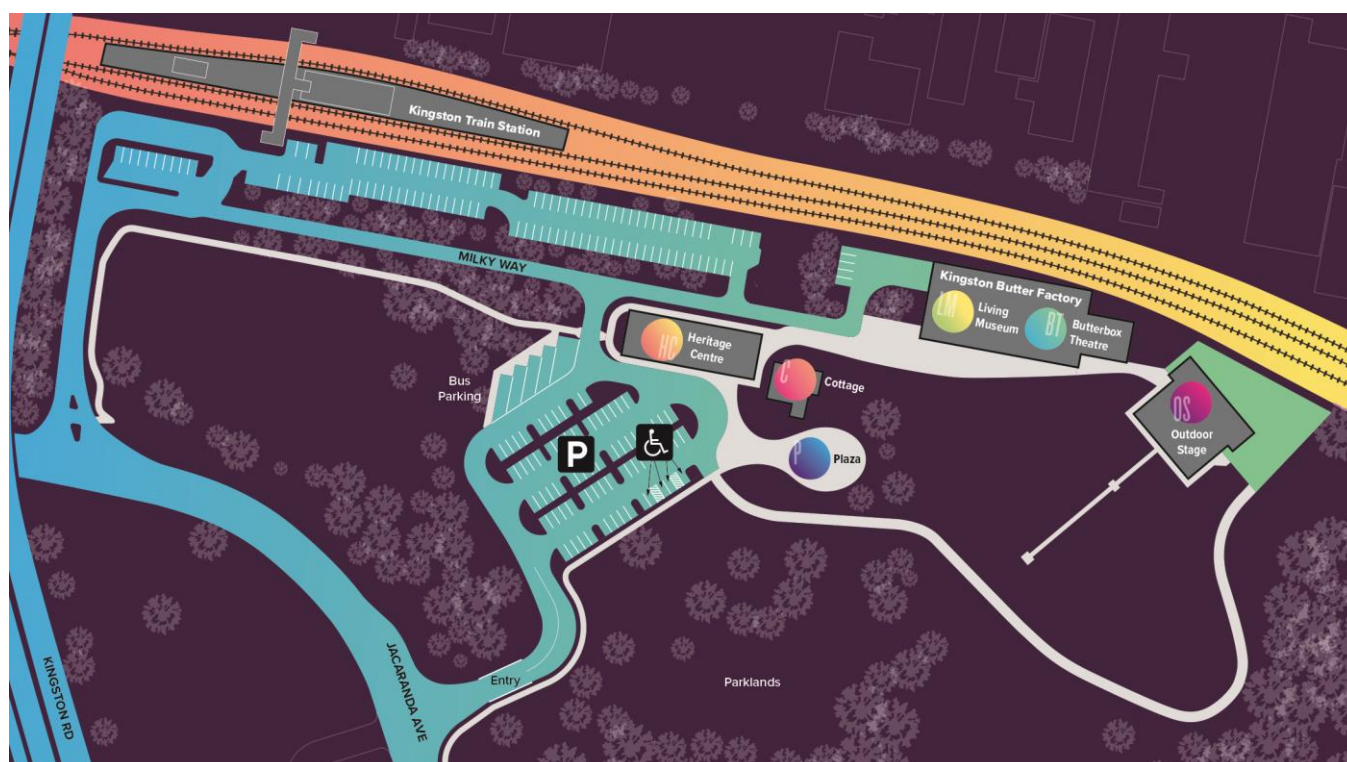 Kingston Train Station
MILKY WAY
Kingston Butter Factory
LM
Living
Museum
BT
Butterbox
Theatre
HC
Heritage
Centre
C
Cottage
Bus
Parking
OS
Outdoor
Stage
P
P
Plaza
KINGSTON RD
JACARANDA AVE
Entry
Parklands